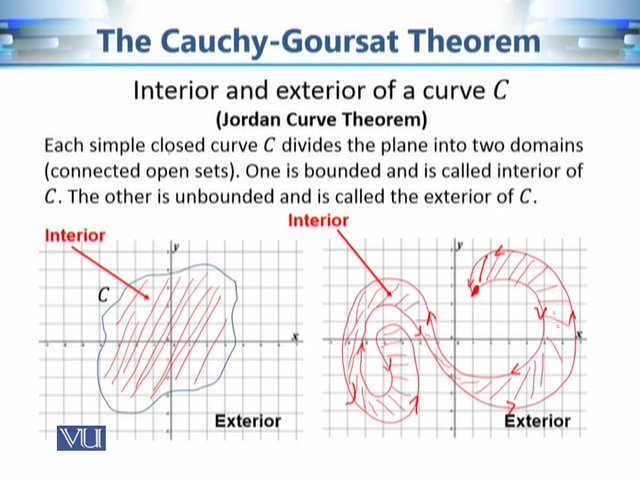 The Cauchy-Goursat Theorem
Interior and exterior of a curve C
(Jordan Curve Theorem)
Each simple closed curve C divides the plane into two domains
(connected open sets). One is bounded and is called interior of
C. The other is unbounded and is called the exterior of C.
Interior
Interior
y
y
C
x
x
Exterior
Exterior
VU